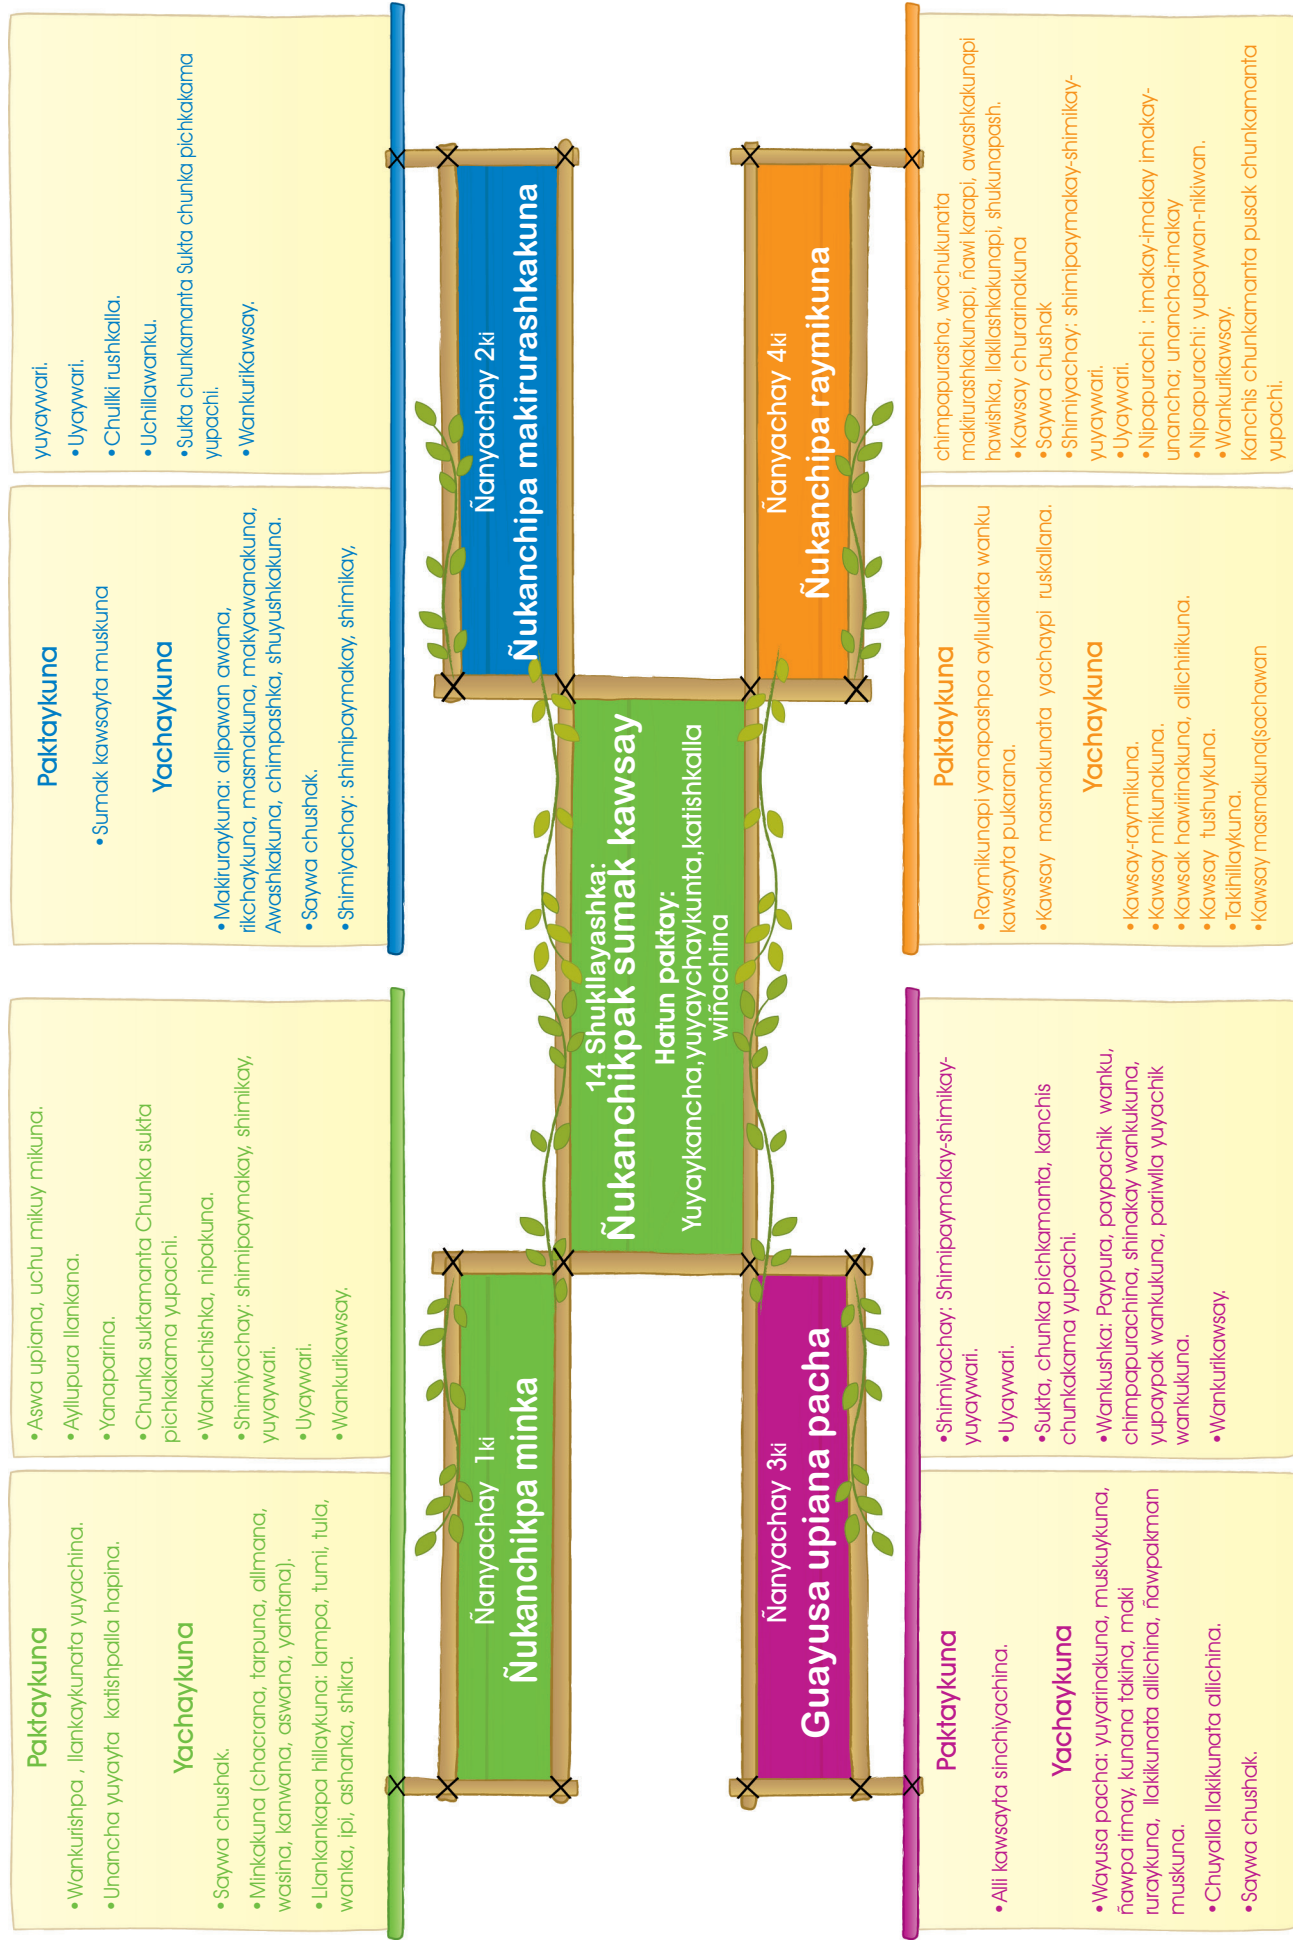 Paktaykuna
•Wankurishpa , llankaykunata yuyachina.
•Unancha yuyayta  katishpalla hapina.
Yachaykuna
•Saywa chushak.
•Minkakuna (chacrana, tarpuna, allmana,
wasina, kanwana, aswana, yantana).
•Llankankapa hillaykuna: lampa, tumi, tula,
wanka, ipi, ashanka, shikra.
•Aswa upiana, uchu mikuy mikuna.
•Ayllupura llankana.
•Yanaparina.
•Chunka suktamanta Chunka sukta
pichkakama yupachi.
•Wankuchishka, nipakuna.
•Shimiyachay: shimipaymakay, shimikay,
yuyaywari.
•Uyaywari.
•Wankurikawsay.
Paktaykuna
•Sumak kawsayta muskuna
Yachaykuna
•Makiruraykuna: allpawan awana,
rikchaykuna, masmakuna, makyawanakuna,
Awashkakuna, chimpashka, shuyushkakuna.
•Saywa chushak.
•Shimiyachay: shimipaymakay, shimikay,
yuyaywari.
•Uyaywari.
•Chullki rushkalla.
•Uchillawanku.
•Sukta chunkamanta Sukta chunka pichkakama
yupachi.
•Wankurikawsay.
Ñanyachay  1ki
Ñukanchikpa minka
Ñanyachay 2ki
Ñukanchipa makirurashkakuna
14 Shukllayashka:
Ñukanchikpak sumak kawsay
Hatun paktay:
Yuyaykancha,yuyaychaykunta,katishkalla
wiñachina
Ñanyachay 3ki
Guayusa upiana pacha
Ñanyachay 4ki
Ñukanchipa raymikuna
Paktaykuna
•Alli kawsayta sinchiyachina.
Yachaykuna
•Wayusa pacha: yuyarinakuna, muskuykuna,
ñawpa rimay, kunana takina, maki
ruraykuna,  llakikunata allichina, ñawpakman
muskuna.
•Chuyalla llakikunata allichina.
•Saywa chushak.
•Shimiyachay: Shimipaymakay-shimikay-
yuyaywari.
•Uyaywari.
•Sukta, chunka pichkamanta, kanchis
chunkakama yupachi.
•Wankushka: Paypura, paypachik  wanku,
chimpapurachina, shinakay wankukuna,
yupaypak wankukuna, pariwlla yuyachik
wankukuna.
•Wankurikawsay.
Paktaykuna
•Raymikunapi yanapashpa ayllullakta wanku
kawsayta pukarana.
•Kawsay  masmakunata  yachaypi  ruskallana.
Yachaykuna
•Kawsay-raymikuna.
•Kawsay mikunakuna.
•Kawsak hawirinakuna, allichirikuna.
•Kawsay  tushuykuna.
•Takihillaykuna.
•Kawsay masmakuna(sachawan
chimpapurasha, wachukunata
makirurashkakunapi, ñawi karapi, awashkakunapi
hawishka, llakllashkakunapi, shukunapash.
•Kawsay churarinakuna
•Saywa chushak
•Shimiyachay: shimipaymakay-shimikay-
yuyaywari.
•Uyaywari.
•Nipapurachi : imakay-imakay imakay-
unancha; unancha-imakay
•Nipapurachi: yupaywan-nikiwan.
•Wankurikawsay.
Kanchis chunkamanta pusak chunkamanta
yupachi.